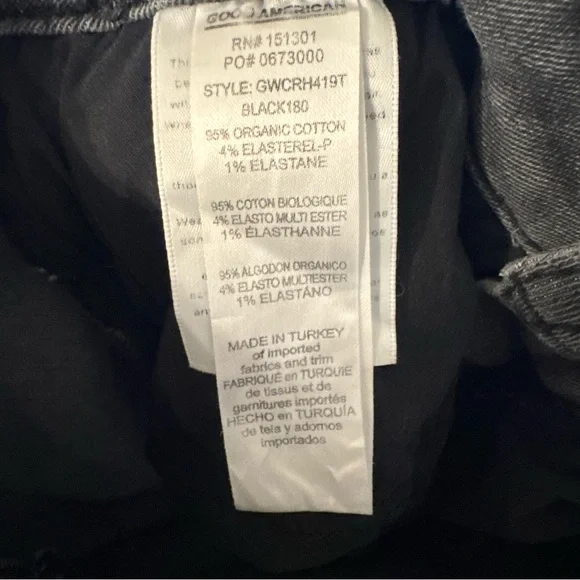 GOOD AMERICAN
RN# 151301
PO# 0673000
STYLE: GWCRH419T
BLACK180
95% ORGANIC COTTON
4% ELASTEREL-P
1% ELASTANE
95% COTON BIOLOGIQUE
4% ELASTO MULTI ESTER
1% ÉLASTHANNE
95% ALGODON ORGANICO
4% ELASTO MULTIESTER
1% ELASTÁNO
MADE IN TURKEY
of imported
fabrics and trim
FABRIQUÉ en TURQUIE
de tissus et de
garnitures importés
HECHO en TURQUÍA
de tela y adornos
importados